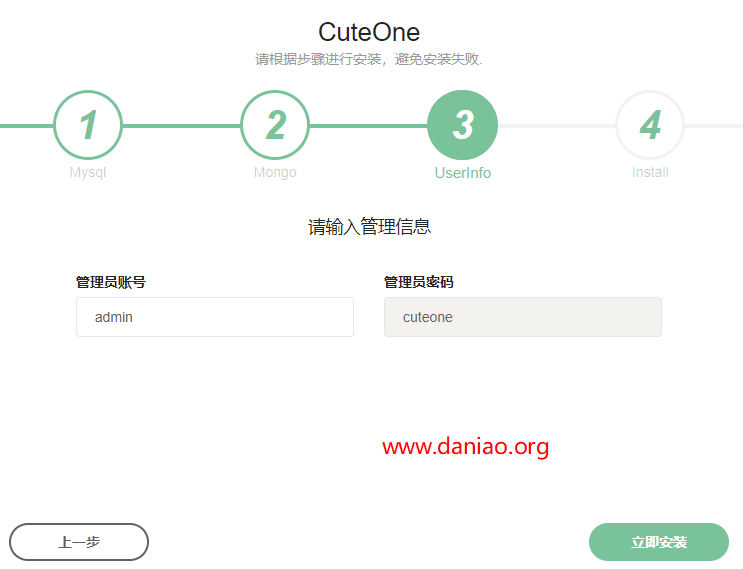 CuteOne
请根据步骤进行安装，避免安装失败.
1 2 3 4
Mysql Mongo UserInfo Install
请输入管理信息
管理员账号 管理员密码
admin cuteone
www.daniao.org
上一步 立即安装